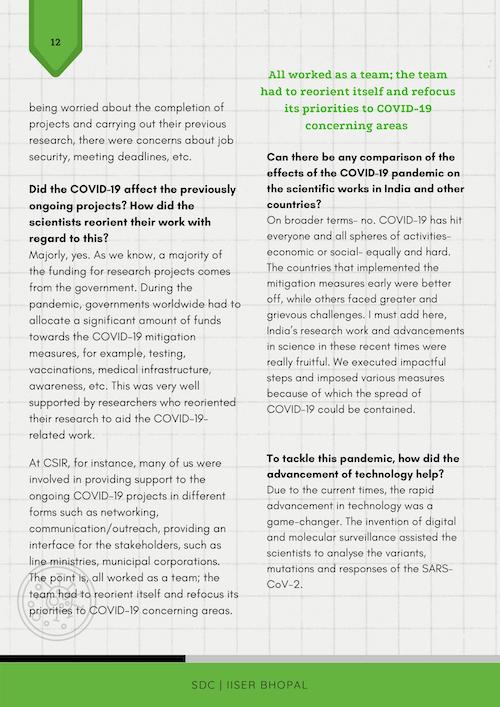 12
being worried about the completion of
projects and carrying out their previous
research, there were concerns about job
security, meeting deadlines, etc.
Did the COVID-19 affect the previously
ongoing projects? How did the
scientists reorient their work with
regard to this?
Majorly, yes. As we know, a majority of
the funding for research projects comes
from the government. During the
pandemic, governments worldwide had to
allocate a significant amount of funds
towards the COVID-19 mitigation
measures, for example, testing,
vaccinations, medical infrastructure,
awareness, etc. This was very well
supported by researchers who reoriented
their research to aid the COVID-19-
related work.
At CSIR, for instance, many of us were
involved in providing support to the
ongoing COVID-19 projects in different
forms such as networking,
communication/outreach, providing an
interface for the stakeholders, such as
line ministries, municipal corporations.
The point is, all worked as a team; the
team had to reorient itself and refocus its
priorities to COVID-19 concerning areas.
All worked as a team; the team
had to reorient itself and refocus
its priorities to COVID-19
concerning areas
Can there be any comparison of the
effects of the COVID-19 pandemic on
the scientific works in India and other
countries?
On broader terms- no. COVID-19 has hit
everyone and all spheres of activities-
economic or social- equally and hard.
The countries that implemented the
mitigation measures early were better
off, while others faced greater and
grievous challenges. I must add here,
India's research work and advancements
in science in these recent times were
really fruitful. We executed impactful
steps and imposed various measures
because of which the spread of
COVID-19 could be contained.
To tackle this pandemic, how did the
advancement of technology help?
Due to the current times, the rapid
advancement in technology was a
game-changer. The invention of digital
and molecular surveillance assisted the
scientists to analyse the variants,
mutations and responses of the SARS-
CoV-2.
SDC | IISER BHOPAL